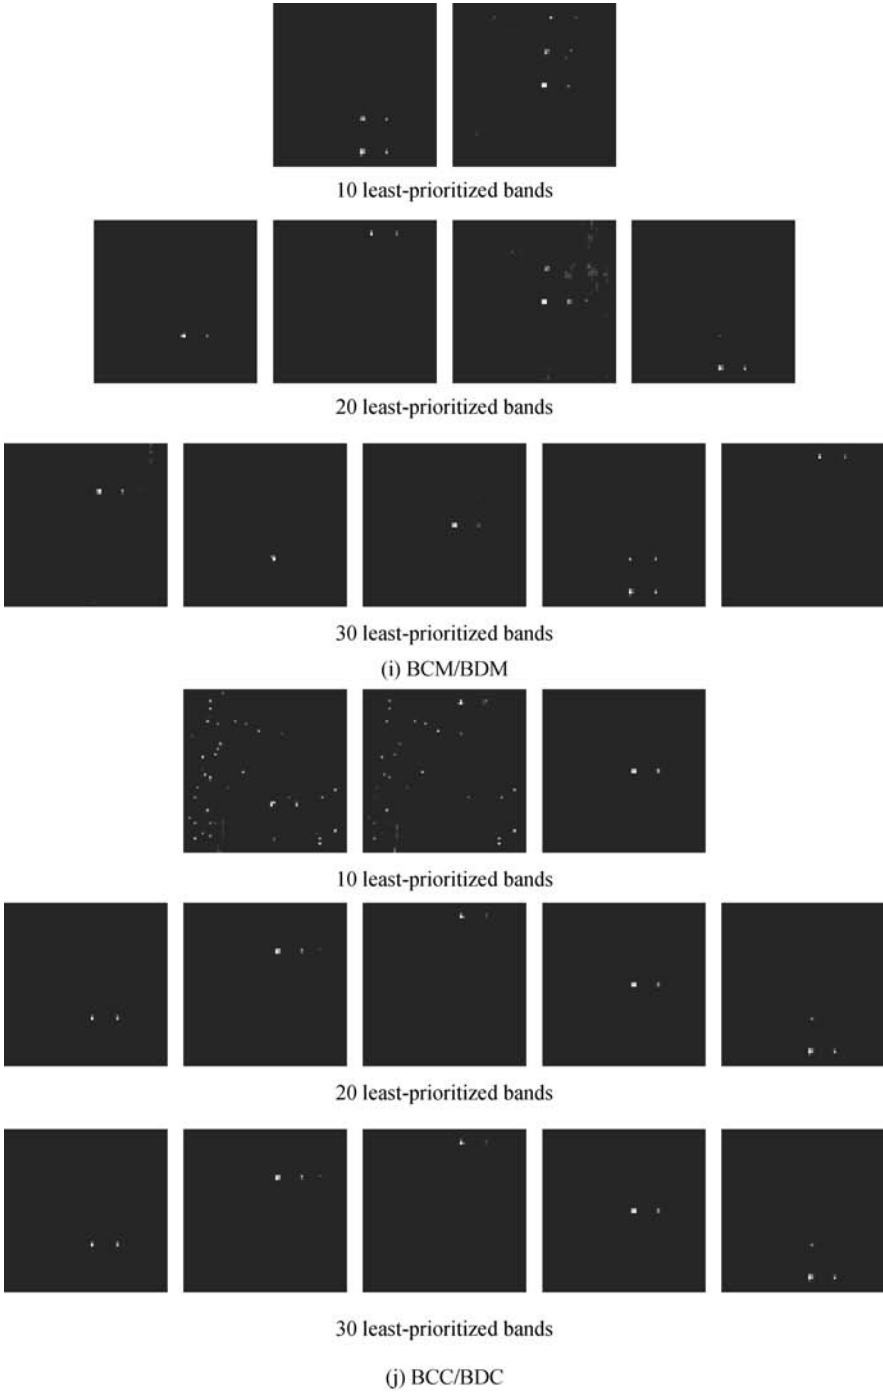 10 least-prioritized bands
20 least-prioritized bands
30 least-prioritized bands
(i) BCM/BDM
10 least-prioritized bands
20 least-prioritized bands
30 least-prioritized bands
(j) BCC/BDC